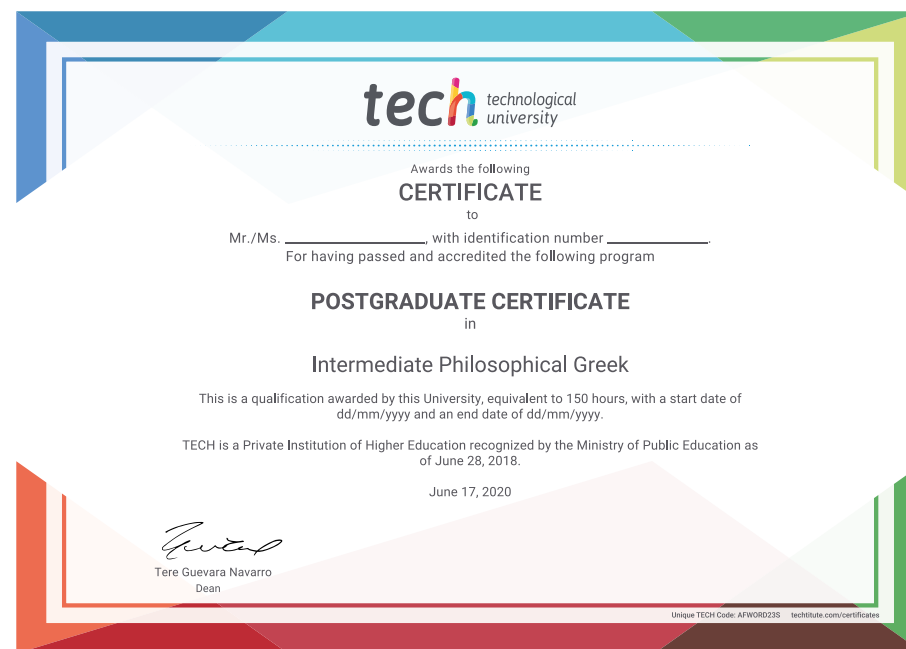 tech technological
university
Awards the following
CERTIFICATE
to
Mr./Ms. ____________________, with identification number ______________.
For having passed and accredited the following program
POSTGRADUATE CERTIFICATE
in
Intermediate Philosophical Greek
This is a qualification awarded by this University, equivalent to 150 hours, with a start date of
dd/mm/yyyy and an end date of dd/mm/yyyy.
TECH is a Private Institution of Higher Education recognized by the Ministry of Public Education as
of June 28, 2018.
June 17, 2020
Tere Guevara Navarro
Dean
Unique TECH Code: AFWORD23S techtitute.com/certificates